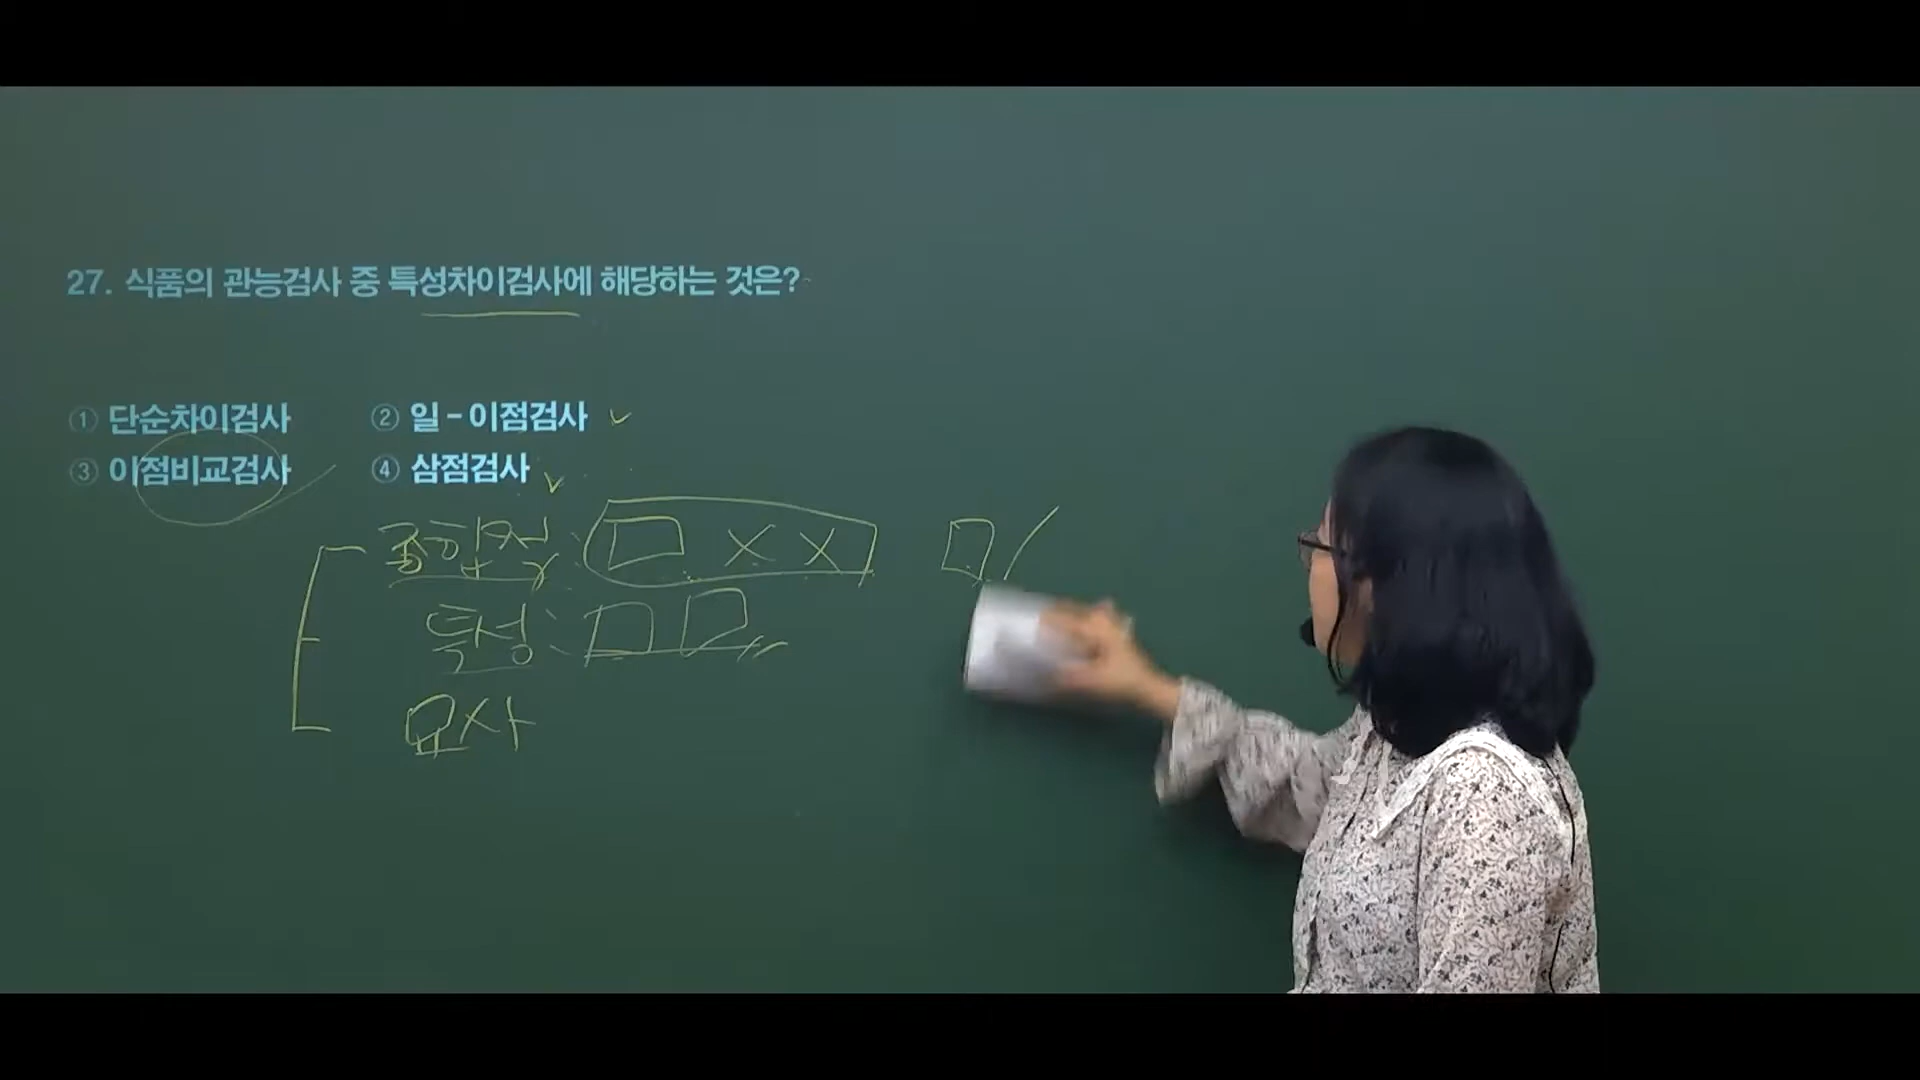 27. 식품의 관능검사 중 특성차이검사에 해당하는 것은?
① 단순차이검사 ② 일-이점검사
③ 이점비교검사 ④ 삼점검사
종합적 : □ X X
특성 : □ □
묘사